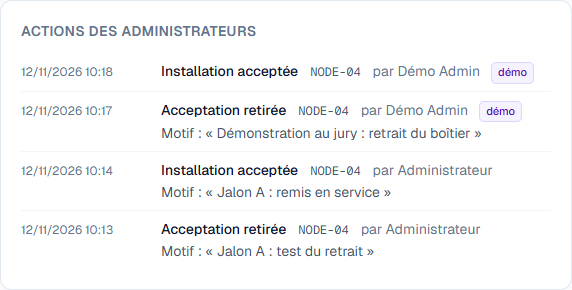 ACTIONS DES ADMINISTRATEURS
12/11/2026 10:18 Installation acceptée NODE-04 par Démo Admin démo
12/11/2026 10:17 Acceptation retirée NODE-04 par Démo Admin démo
Motif : « Démonstration au jury : retrait du boîtier »
12/11/2026 10:14 Installation acceptée NODE-04 par Administrateur
Motif : « Jalon A : remis en service »
12/11/2026 10:13 Acceptation retirée NODE-04 par Administrateur
Motif : « Jalon A : test du retrait »